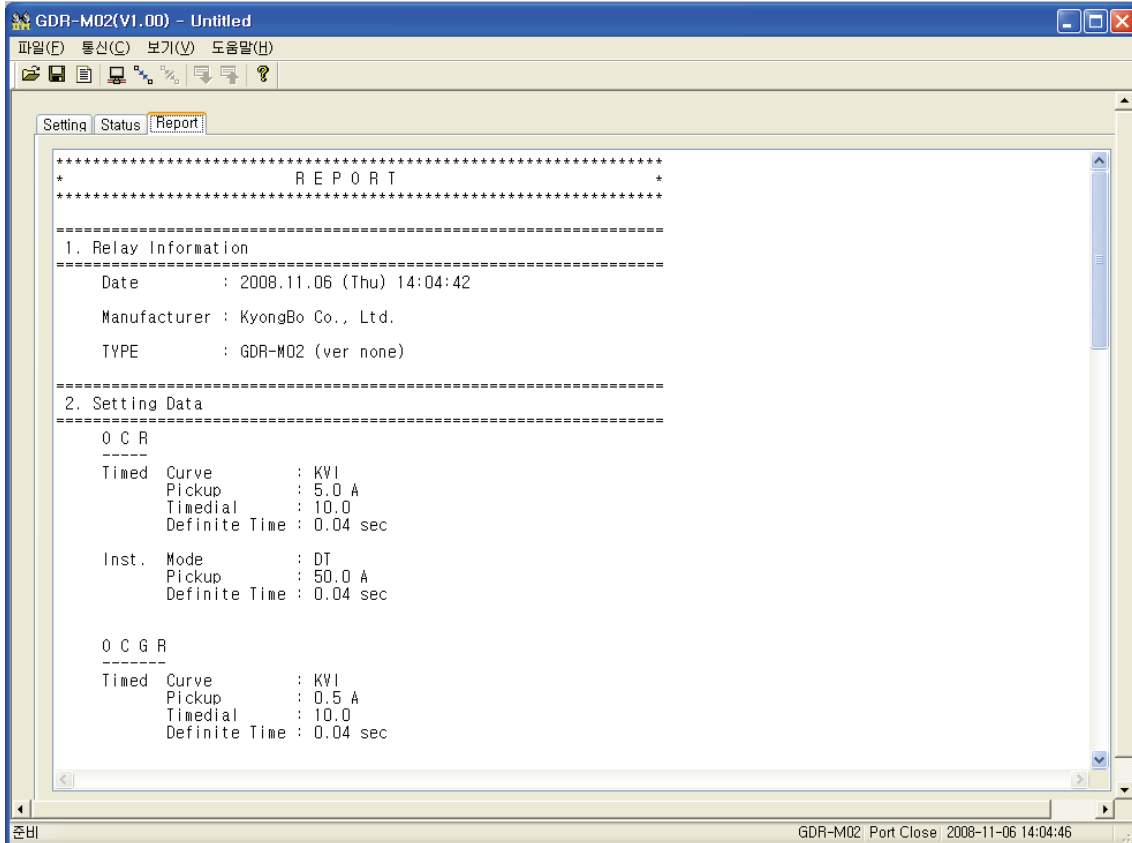 GDR-M02(V1.00) - Untitled
파일(F) 통신(C) 보기(V) 도움말(H)
Setting Status Report
******************************************************************
* R E P O R T *
******************************************************************
==================================================================
1. Relay Information
==================================================================
Date : 2008.11.06 (Thu) 14:04:42
Manufacturer : KyongBo Co., Ltd.
TYPE : GDR-M02 (ver none)
==================================================================
2. Setting Data
==================================================================
O C R
-----
Timed Curve : KVI
Pickup : 5.0 A
Timedial : 10.0
Definite Time : 0.04 sec
Inst. Mode : DT
Pickup : 50.0 A
Definite Time : 0.04 sec
O C G R
-------
Timed Curve : KVI
Pickup : 0.5 A
Timedial : 10.0
Definite Time : 0.04 sec
준비 GDR-M02 Port Close 2008-11-06 14:04:46